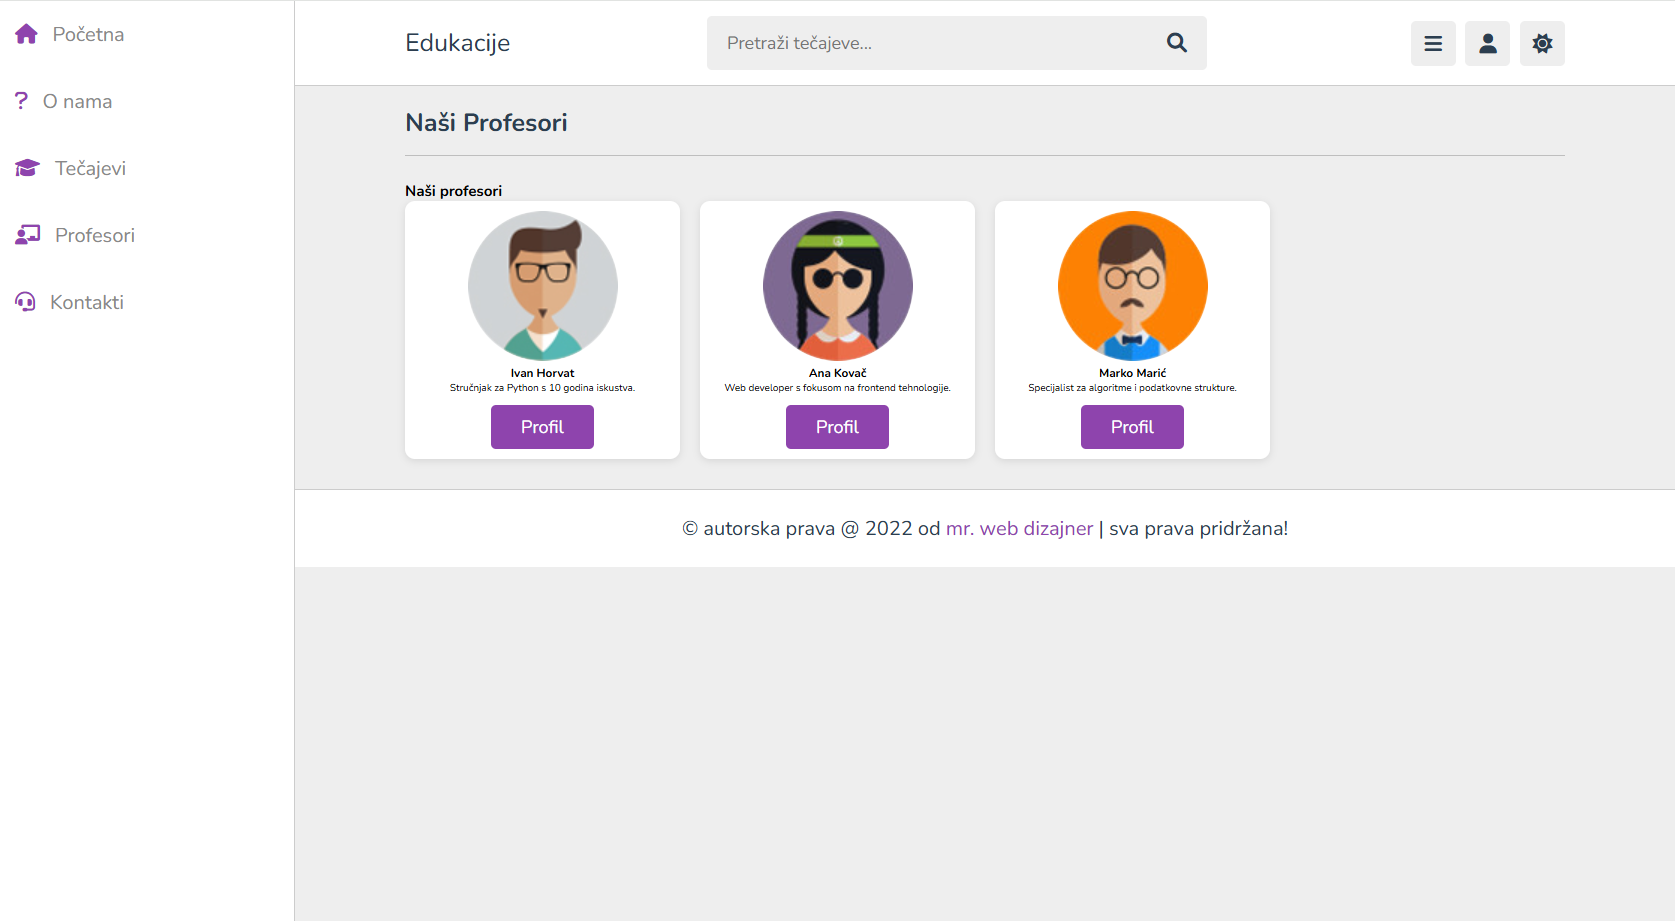 Početna
O nama
Tečajevi
Profesori
Kontakti
Edukacije
Pretraži tečajeve...
Naši Profesori
Naši profesori
Ivan Horvat
Stručnjak za Python s 10 godina iskustva.
Profil
Ana Kovač
Web developer s fokusom na frontend tehnologije.
Profil
Marko Marić
Specijalist za algoritme i podatkovne strukture.
Profil
© autorska prava @ 2022 od mr. web dizajner | sva prava pridržana!